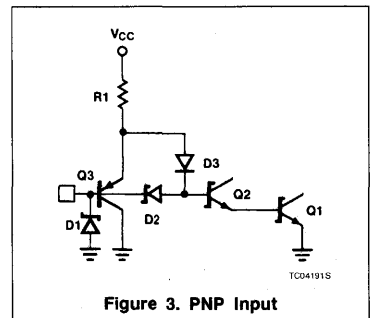 VCC
R1
Q3
D3
Q2
Q1
D1
D2
TC04191S
Figure 3. PNP Input